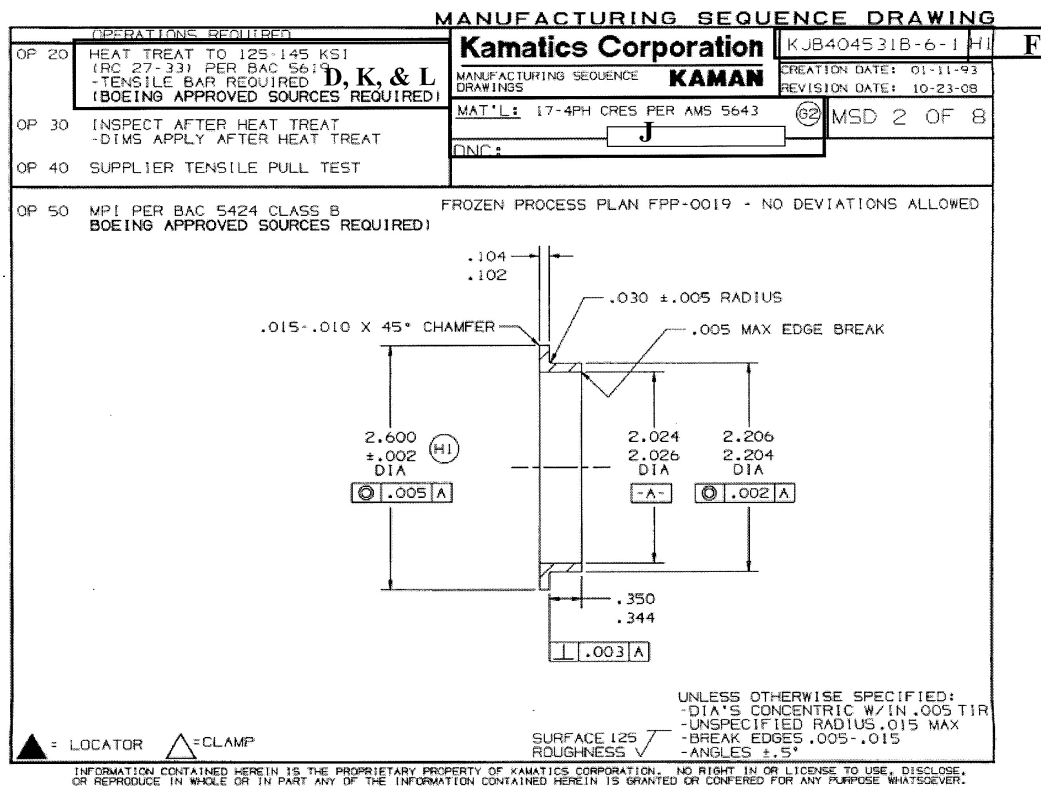 MANUFACTURING SEQUENCE DRAWING
OPERATIONS REQUIRED
OP 20 HEAT TREAT TO 125-145 KSI
(RC 27-33) PER BAC 5619
-TENSILE BAR REQUIRED
D, K, & L
(BOEING APPROVED SOURCES REQUIRED)
OP 30 INSPECT AFTER HEAT TREAT
-DIMS APPLY AFTER HEAT TREAT
OP 40 SUPPLIER TENSILE PULL TEST
Kamatics Corporation
MANUFACTURING SEQUENCE
DRAWINGS
KAMAN
KJB404531B-6-1 H1
F
CREATION DATE: 01-11-93
REVISION DATE: 10-23-08
MAT'L: 17-4PH CRES PER AMS 5643
G2
MSD 2 OF 8
J
DNC:
OP 50 MPI PER BAC 5424 CLASS B
BOEING APPROVED SOURCES REQUIRED)
FROZEN PROCESS PLAN FPP-0019 - NO DEVIATIONS ALLOWED
.104
.102
.030 ±.005 RADIUS
.015-.010 X 45° CHAMFER
.005 MAX EDGE BREAK
2.600
±.002
DIA
H1
◎ .005 A
2.024
2.026
DIA
-A-
2.206
2.204
DIA
◎ .002 A
.350
.344
⊥ .003 A
UNLESS OTHERWISE SPECIFIED:
-DIA'S CONCENTRIC W/IN .005 TIR
-UNSPECIFIED RADIUS .015 MAX
-BREAK EDGES .005-.015
-ANGLES ±.5°
SURFACE 125
ROUGHNESS
= LOCATOR =CLAMP
INFORMATION CONTAINED HEREIN IS THE PROPRIETARY PROPERTY OF KAMATICS CORPORATION. NO RIGHT IN OR LICENSE TO USE, DISCLOSE,
OR REPRODUCE IN WHOLE OR IN PART ANY OF THE INFORMATION CONTAINED HEREIN IS GRANTED OR CONFERED FOR ANY PURPOSE WHATSOEVER.